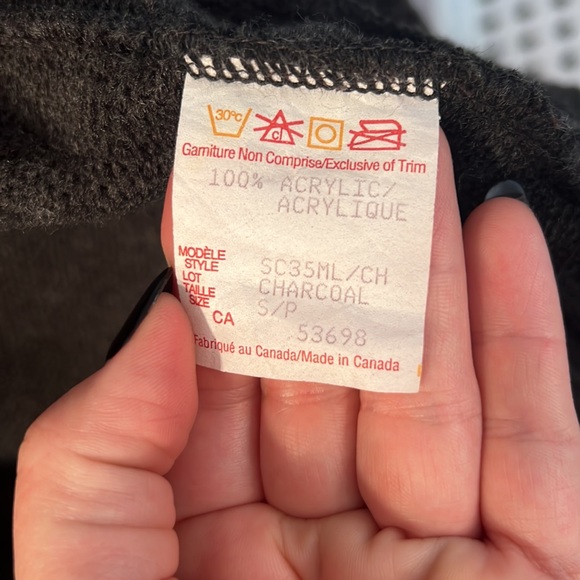 30°C
cl
Garniture Non Comprise/Exclusive of Trim
100% ACRYLIC/
ACRYLIQUE
MODÈLE
STYLE SC35ML/CH
LOT CHARCOAL
TAILLE
SIZE S/P
CA 53698
Fabriqué au Canada/Made in Canada